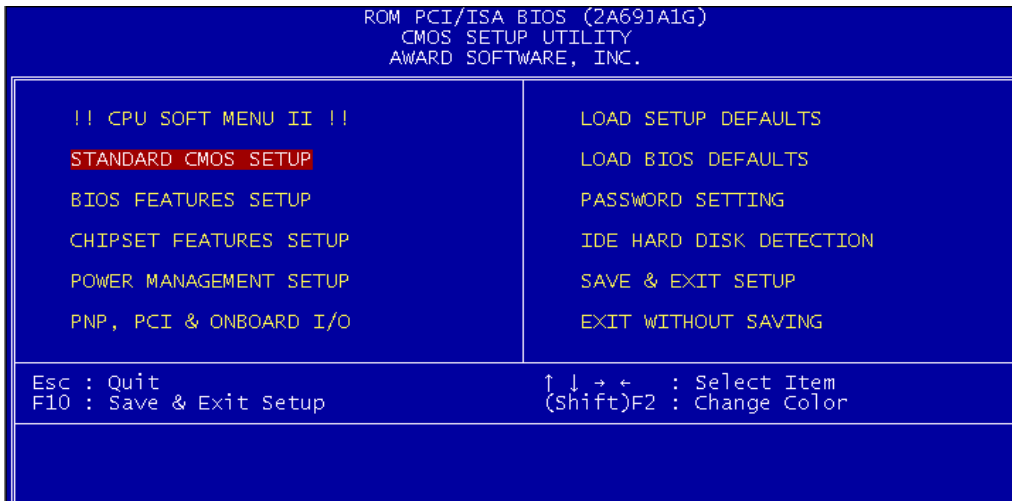 ROM PCI/ISA BIOS (2A69JA1G)
CMOS SETUP UTILITY
AWARD SOFTWARE, INC.
!! CPU SOFT MENU II !!
STANDARD CMOS SETUP
BIOS FEATURES SETUP
CHIPSET FEATURES SETUP
POWER MANAGEMENT SETUP
PNP, PCI & ONBOARD I/O
LOAD SETUP DEFAULTS
LOAD BIOS DEFAULTS
PASSWORD SETTING
IDE HARD DISK DETECTION
SAVE & EXIT SETUP
EXIT WITHOUT SAVING
Esc : Quit
F10 : Save & Exit Setup
↑ ↓ → ← : Select Item
(Shift)F2 : Change Color